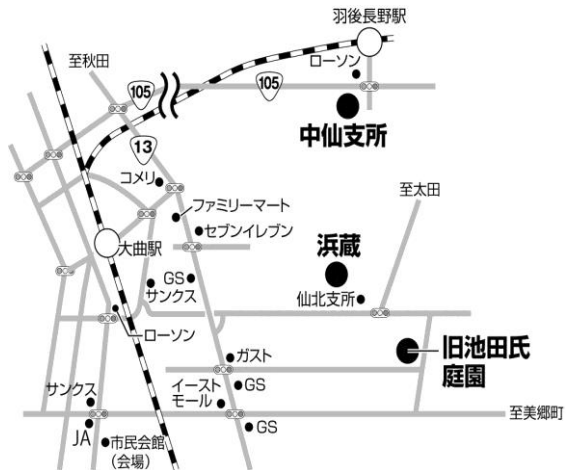 羽後長野駅
至秋田
ローソン
105
105
中仙支所
13
コメリ
至太田
ファミリーマート
セブンイレブン
浜蔵
大曲駅
GS
サンクス
仙北支所
ローソン
ガスト
旧池田氏
庭園
サンクス
イースト
モール
GS
至美郷町
JA
市民会館
(会場)
GS